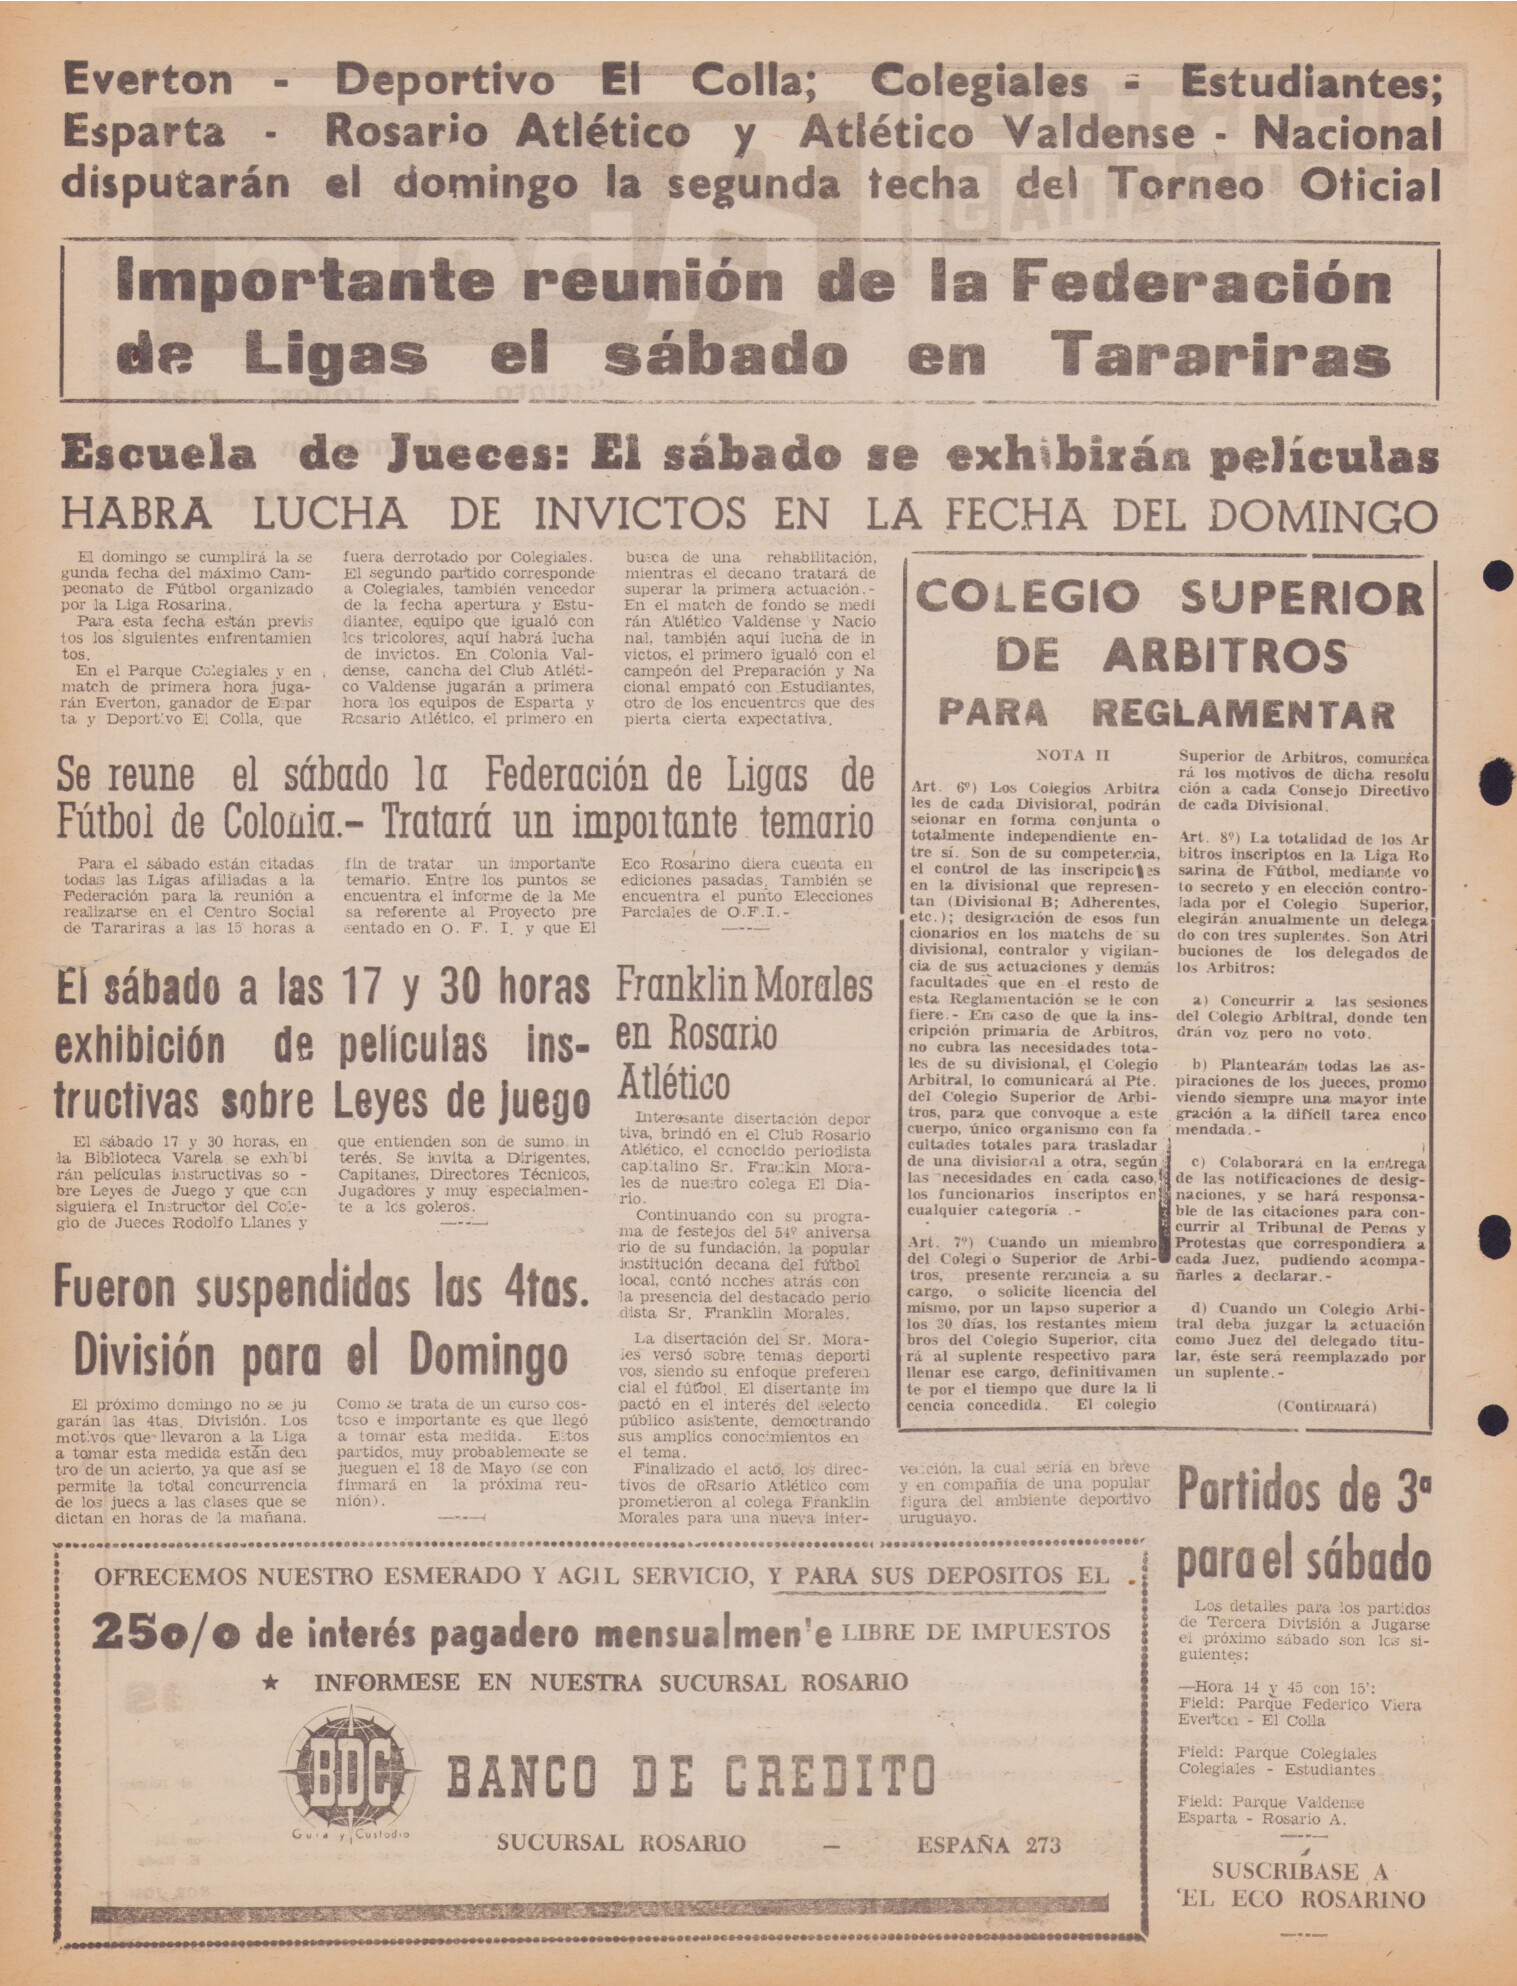 Everton - Deportivo El Colla; Colegiales - Estudiantes;
Esparta - Rosario Atlético y Atlético Valdense - Nacional
disputarán el domingo la segunda techa del Torneo Oticial
Importante reunión de la Federación
de Ligas el sábado en Tarariras
Escuela de Jueces: El sábado se exhibirán películas
HABRA LUCHA DE INVICTOS EN LA FECHA DEL DOMINGO
El domingo se cumplirá la se
gunda fecha del máximo Cam-
peonato de Fútbol organizado
por la Liga Rosarina.
Para esta fecha están previs
tos los siguientes enfrentamien
tos.
En el Parque Colegiales y en
match de primera hora juga-
rán Everton, ganador de Espar
ta y Deportivo El Colla, que
fuera derrotado por Colegiales.
El segundo partido corresponde
a Colegiales, también vencedor
de la fecha apertura y Estu-
diantes, equipo que igualó con
los tricolores, aquí habrá lucha
de invictos. En Colonia Val-
dense, cancha del Club Atléti-
co Valdense jugarán a primera
hora los equipos de Esparta y
Rosario Atlético, el primero en
busca de una rehabilitación,
mientras el decano tratará de
superar la primera actuación.-
En el match de fondo se medi
rán Atlético Valdense y Nacio
nal, también aquí lucha de in
victos, el primero igualó con el
campeón del Preparación y Na
cional empató con Estudiantes,
otro de los encuentros que des
pierta cierta expectativa.
Se reune el sábado la Federación de Ligas de
Fútbol de Colonia.- Tratará un importante temario
Para el sábado están citadas
todas las Ligas afiliadas a la
Federación para la reunión a
realizarse en el Centro Social
de Tarariras a las 15 horas a
fin de tratar un importante
temario. Entre los puntos se
encuentra el informe de la Me
sa referente al Proyecto pre
sentado en O. F. I. y que El
Eco Rosarino diera cuenta en
ediciones pasadas. También se
encuentra el punto Elecciones
Parciales de O.F.I.-
El sábado a las 17 y 30 horas
exhibición de películas ins-
tructivas sobre Leyes de juego
El sábado 17 y 30 horas, en
la Biblioteca Varela se exhibi
rán películas instructivas so -
bre Leyes de Juego y que con
siguiera el Instructor del Cole-
gio de Jueces Rodolfo Llanes y
que entienden son de sumo in
terés. Se invita a Dirigentes,
Capitanes, Directores Técnicos,
Jugadores y muy especialmen-
te a los goleros.
Fueron suspendidas las 4tas.
División para el Domingo
El próximo domingo no se ju
garán las 4tas. División. Los
motivos que llevaron a la Liga
a tomar esta medida están den
tro de un acierto, ya que así se
permite la total concurrencia
de los juecs a las clases que se
dictan en horas de la mañana.
Como se trata de un curso cos-
toso e importante es que llegó
a tomar esta medida. Estos
partidos, muy probablemente se
jueguen el 18 de Mayo (se con
firmará en la próxima reu-
nión).
Franklin Morales
en Rosario
Atlético
Interesante disertación depor
tiva, brindó en el Club Rosario
Atlético, el conocido periodista
capitalino Sr. Franklin Mora-
les de nuestro colega El Dia-
rio.
Continuando con su progra-
ma de festejos del 54º aniversa
rio de su fundación, la popular
institución decana del fútbol
local, contó noches atrás con
la presencia del destacado perio
dista Sr. Franklin Morales.
La disertación del Sr. Mora-
les versó sobre temas deporti
vos, siendo su enfoque preferen
cial el fútbol. El disertante im
pactó en el interés del selecto
público asistente, demostrando
sus amplios conocimientos en
el tema.
Finalizado el acto, los direc-
tivos de oRsario Atlético com
prometieron al colega Franklin
Morales para una nueva inter-
vención, la cual sería en breve
y en compañía de una popular
figura del ambiente deportivo
uruguayo.
COLEGIO SUPERIOR
DE ARBITROS
PARA REGLAMENTAR
NOTA II
Art. 6º) Los Colegios Arbitra
les de cada Divisional, podrán
seionar en forma conjunta o
totalmente independiente en-
tre sí. Son de su competencia,
el control de las inscripciones
en la divisional que represen-
tan (Divisional B; Adherentes,
etc.); designación de esos fun
cionarios en los matchs de su
divisional, contralor y vigilan-
cia de sus actuaciones y demás
facultades que en el resto de
esta Reglamentación se le con
fiere.- En caso de que la ins-
cripción primaria de Arbitros,
no cubra las necesidades tota-
les de su divisional, el Colegio
Arbitral, lo comunicará al Pte.
del Colegio Superior de Arbi-
tros, para que convoque a este
cuerpo, único organismo con fa
cultades totales para trasladar
de una divisional a otra, según
las necesidades en cada caso,
los funcionarios inscriptos en
cualquier categoría .-
Art. 7º) Cuando un miembro
del Colegio Superior de Arbi-
tros, presente renuncia a su
cargo, o solicite licencia del
mismo, por un lapso superior a
los 30 días, los restantes miem
bros del Colegio Superior, cita
rá al suplente respectivo para
llenar ese cargo, definitivamen
te por el tiempo que dure la li
cencia concedida. El colegio
Superior de Arbitros, comunica
rá los motivos de dicha resolu
ción a cada Consejo Directivo
de cada Divisional.
Art. 8º) La totalidad de los Ar
bitros inscriptos en la Liga Ro
sarina de Fútbol, mediante vo
to secreto y en elección contro-
lada por el Colegio Superior,
elegirán anualmente un delega
do con tres suplentes. Son Atri
buciones de los delegados de
los Arbitros:
a) Concurrir a las sesiones
del Colegio Arbitral, donde ten
drán voz pero no voto.
b) Plantearán todas las as-
piraciones de los jueces, promo
viendo siempre una mayor inte
gración a la difícil tarea enco
mendada.-
c) Colaborará en la entrega
de las notificaciones de desig-
naciones, y se hará responsa-
ble de las citaciones para con-
currir al Tribunal de Penas y
Protestas que correspondiera a
cada Juez, pudiendo acompa-
ñarles a declarar.-
d) Cuando un Colegio Arbi-
tral deba juzgar la actuación
como Juez del delegado titu-
lar, éste será reemplazado por
un suplente.-
(Continuará)
Partidos de 3ª
para el sábado
Los detalles para los partidos
de Tercera División a Jugarse
el próximo sábado son los si-
guientes:
—Hora 14 y 45 con 15':
Field: Parque Federico Viera
Everton - El Colla
Field: Parque Colegiales
Colegiales - Estudiantes
Field: Parque Valdense
Esparta - Rosario A.
SUSCRÍBASE A
'EL ECO ROSARINO
OFRECEMOS NUESTRO ESMERADO Y AGIL SERVICIO, Y PARA SUS DEPOSITOS EL
25o/o de interés pagadero mensualmen'e LIBRE DE IMPUESTOS
★ INFORMESE EN NUESTRA SUCURSAL ROSARIO
BDC
Guía y Custodio
BANCO DE CREDITO
SUCURSAL ROSARIO — ESPAÑA 273